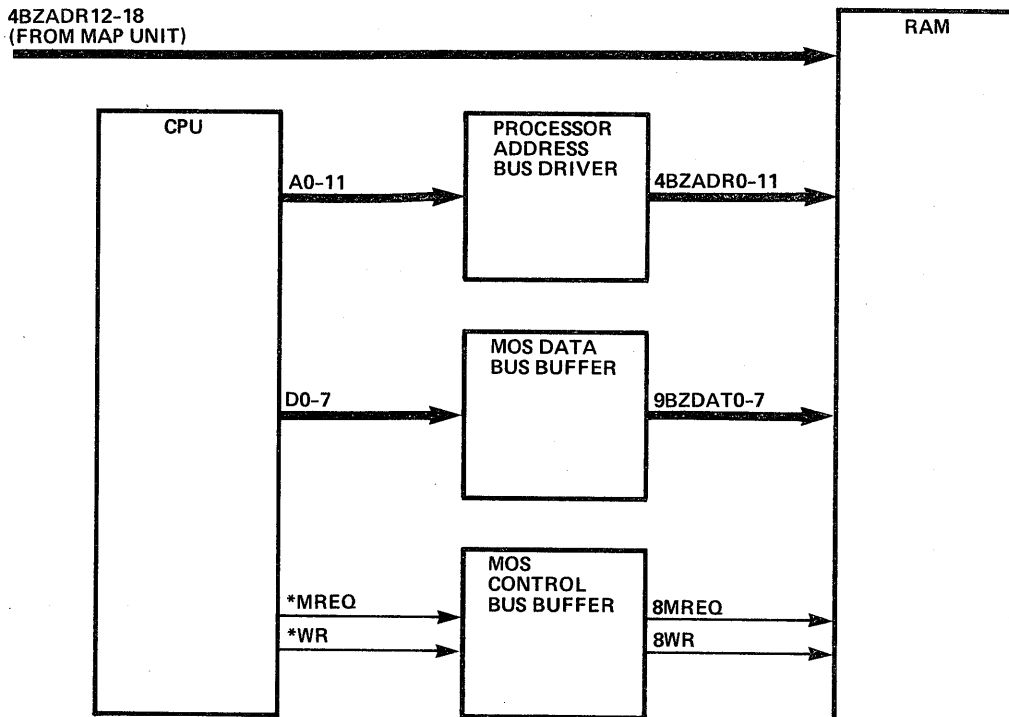 4BZADR12-18
(FROM MAP UNIT)
RAM
CPU
PROCESSOR
ADDRESS
BUS DRIVER
A0-11
4BZADR0-11
MOS DATA
BUS BUFFER
D0-7
9BZDAT0-7
MOS
CONTROL
BUS BUFFER
*MREQ
8MREQ
*WR
8WR